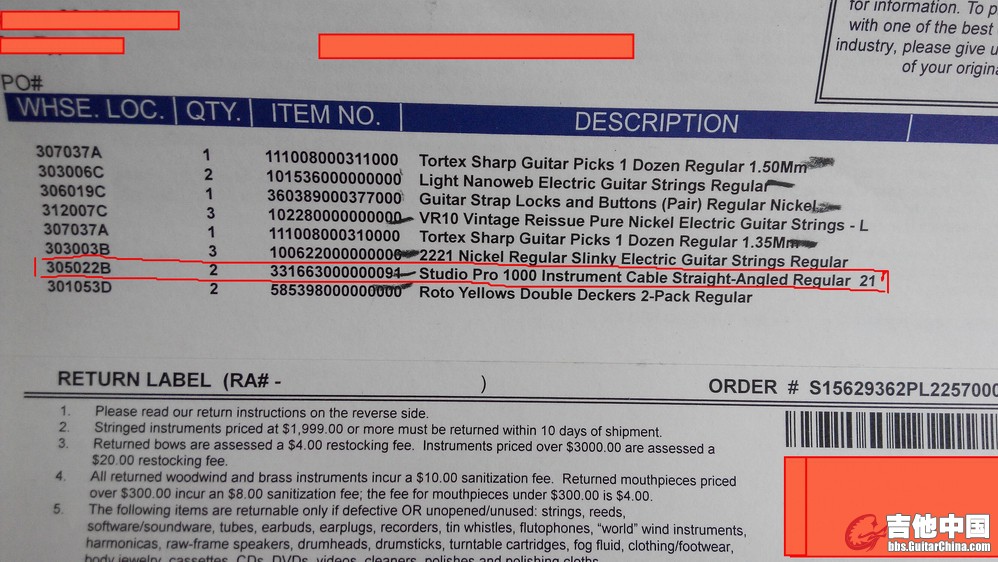 for information. To p
with one of the best
industry, please give u
of your origina
PO#
WHSE. LOC. QTY. ITEM NO. DESCRIPTION
307037A 1 111008000311000 Tortex Sharp Guitar Picks 1 Dozen Regular 1.50Mm
303006C 2 101536000000000 Light Nanoweb Electric Guitar Strings Regular
306019C 1 360389000377000 Guitar Strap Locks and Buttons (Pair) Regular Nickel
312007C 3 102280000000000 VR10 Vintage Reissue Pure Nickel Electric Guitar Strings - L
307037A 1 111008000310000 Tortex Sharp Guitar Picks 1 Dozen Regular 1.35Mm
303003B 3 100622000000000 2221 Nickel Regular Slinky Electric Guitar Strings Regular
305022B 2 331663000000091 Studio Pro 1000 Instrument Cable Straight-Angled Regular 21'
301053D 2 585398000000000 Roto Yellows Double Deckers 2-Pack Regular
RETURN LABEL (RA# - )
ORDER # S15629362PL2257000
1. Please read our return instructions on the reverse side.
2. Stringed instruments priced at $1,999.00 or more must be returned within 10 days of shipment.
3. Returned bows are assessed a $4.00 restocking fee. Instruments priced over $3000.00 are assessed a
$20.00 restocking fee.
4. All returned woodwind and brass instruments incur a $10.00 sanitization fee. Returned mouthpieces priced
over $300.00 incur an $8.00 sanitization fee; the fee for mouthpieces under $300.00 is $4.00.
5. The following items are returnable only if defective OR unopened/unused: strings, reeds,
software/soundware, tubes, earbuds, earplugs, recorders, tin whistles, flutophones, "world" wind instruments,
harmonicas, raw-frame speakers, drumheads, drumsticks, turntable cartridges, fog fluid, clothing/footwear,
body jewelry, cassettes, CDs, DVDs, videos, cleaners, polishes and polishing cloths
吉他中国
bbs.GuitarChina.com